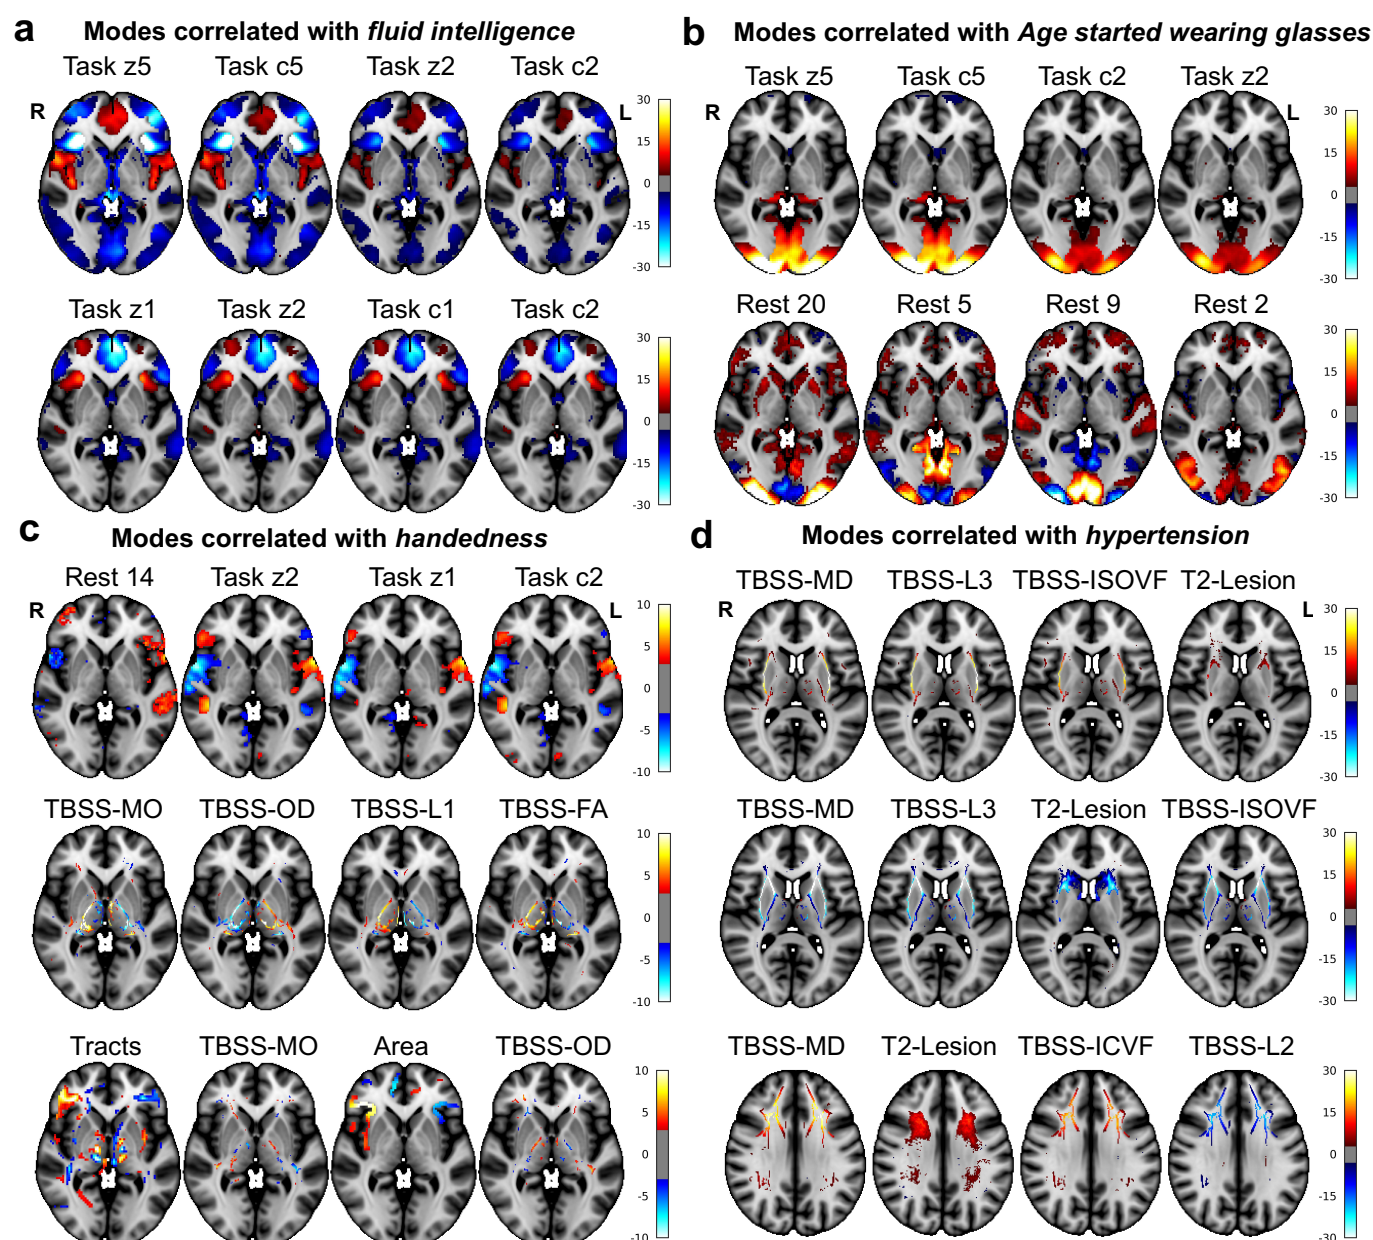 a Modes correlated with fluid intelligence
Task z5 Task c5 Task z2 Task c2
R L
30
15
0
-15
-30
Task z1 Task z2 Task c1 Task c2
30
15
0
-15
-30
b Modes correlated with Age started wearing glasses
Task z5 Task c5 Task c2 Task z2
R L
30
15
0
-15
-30
Rest 20 Rest 5 Rest 9 Rest 2
30
15
0
-15
-30
c Modes correlated with handedness
Rest 14 Task z2 Task z1 Task c2
R L
10
5
0
-5
-10
TBSS-MO TBSS-OD TBSS-L1 TBSS-FA
10
5
0
-5
-10
Tracts TBSS-MO Area TBSS-OD
10
5
0
-5
-10
d Modes correlated with hypertension
TBSS-MD TBSS-L3 TBSS-ISOVF T2-Lesion
R L
30
15
0
-15
-30
TBSS-MD TBSS-L3 T2-Lesion TBSS-ISOVF
30
15
0
-15
-30
TBSS-MD T2-Lesion TBSS-ICVF TBSS-L2
30
15
0
-15
-30